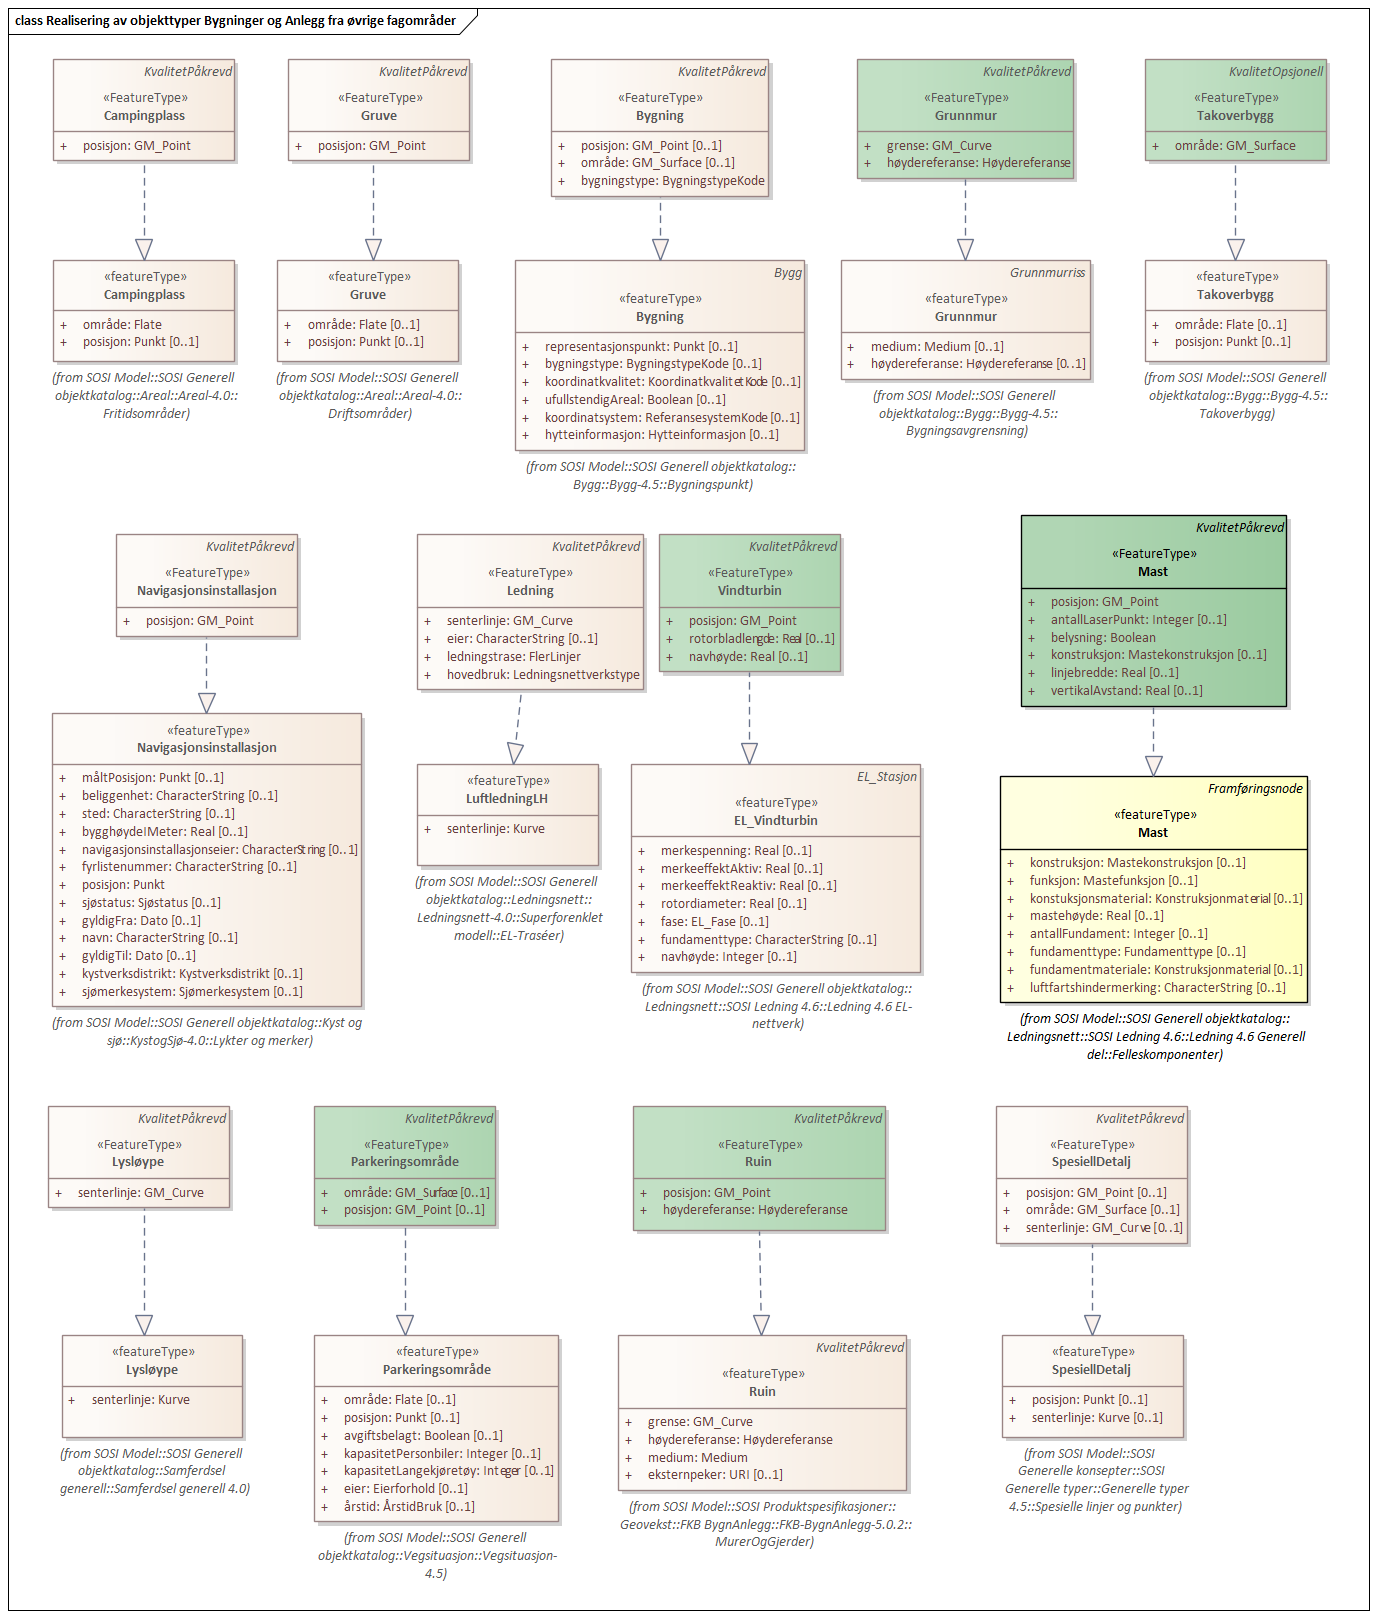 class Realisering av objekttyper Bygninger og Anlegg fra øvrige fagområder
KvalitetPåkrevd
«FeatureType»
Campingplass
+ posisjon: GM_Point
KvalitetPåkrevd
«FeatureType»
Gruve
+ posisjon: GM_Point
KvalitetPåkrevd
«FeatureType»
Bygning
+ posisjon: GM_Point [0..1]
+ område: GM_Surface [0..1]
+ bygningstype: BygningstypeKode
KvalitetPåkrevd
«FeatureType»
Grunnmur
+ grense: GM_Curve
+ høydereferanse: Høydereferanse
KvalitetOpsjonell
«FeatureType»
Takoverbygg
+ område: GM_Surface
«featureType»
Campingplass
+ område: Flate
+ posisjon: Punkt [0..1]
(from SOSI Model::SOSI Generell
objektkatalog::Areal::Areal-4.0::
Fritidsområder)
«featureType»
Gruve
+ område: Flate [0..1]
+ posisjon: Punkt [0..1]
(from SOSI Model::SOSI Generell
objektkatalog::Areal::Areal-4.0::
Driftsområder)
Bygg
«featureType»
Bygning
+ representasjonspunkt: Punkt [0..1]
+ bygningstype: BygningstypeKode [0..1]
+ koordinatkvalitet: KoordinatkvalitetKode [0..1]
+ ufullstendigAreal: Boolean [0..1]
+ koordinatsystem: ReferansesystemKode [0..1]
+ hytteinformasjon: Hytteinformasjon [0..1]
(from SOSI Model::SOSI Generell objektkatalog::
Bygg::Bygg-4.5::Bygningspunkt)
Grunnmurriss
«featureType»
Grunnmur
+ medium: Medium [0..1]
+ høydereferanse: Høydereferanse [0..1]
(from SOSI Model::SOSI Generell
objektkatalog::Bygg::Bygg-4.5::
Bygningsavgrensning)
«featureType»
Takoverbygg
+ område: Flate [0..1]
+ posisjon: Punkt [0..1]
(from SOSI Model::SOSI Generell
objektkatalog::Bygg::Bygg-4.5::
Takoverbygg)
KvalitetPåkrevd
«FeatureType»
Navigasjonsinstallasjon
+ posisjon: GM_Point
KvalitetPåkrevd
«FeatureType»
Ledning
+ senterlinje: GM_Curve
+ eier: CharacterString [0..1]
+ ledningstrase: FlerLinjer
+ hovedbruk: Ledningsnettverkstype
KvalitetPåkrevd
«FeatureType»
Vindturbin
+ posisjon: GM_Point
+ rotorbladlengde: Real [0..1]
+ navhøyde: Real [0..1]
KvalitetPåkrevd
«FeatureType»
Mast
+ posisjon: GM_Point
+ antallLaserPunkt: Integer [0..1]
+ belysning: Boolean
+ konstruksjon: Mastekonstruksjon [0..1]
+ linjebredde: Real [0..1]
+ vertikalAvstand: Real [0..1]
«featureType»
Navigasjonsinstallasjon
+ måltPosisjon: Punkt [0..1]
+ beliggenhet: CharacterString [0..1]
+ sted: CharacterString [0..1]
+ bygghøydeIMeter: Real [0..1]
+ navigasjonsinstallasjonseier: CharacterString [0..1]
+ fyrlistenummer: CharacterString [0..1]
+ posisjon: Punkt
+ sjøstatus: Sjøstatus [0..1]
+ gyldigFra: Dato [0..1]
+ navn: CharacterString [0..1]
+ gyldigTil: Dato [0..1]
+ kystverksdistrikt: Kystverksdistrikt [0..1]
+ sjømerkesystem: Sjømerkesystem [0..1]
(from SOSI Model::SOSI Generell objektkatalog::Kyst og
sjø::KystogSjø-4.0::Lykter og merker)
«featureType»
LuftledningLH
+ senterlinje: Kurve
(from SOSI Model::SOSI Generell
objektkatalog::Ledningsnett::
Ledningsnett-4.0::Superforenklet
modell::EL-Traséer)
EL_Stasjon
«featureType»
EL_Vindturbin
+ merkespenning: Real [0..1]
+ merkeeffektAktiv: Real [0..1]
+ merkeeffektReaktiv: Real [0..1]
+ rotordiameter: Real [0..1]
+ fase: EL_Fase [0..1]
+ fundamenttype: CharacterString [0..1]
+ navhøyde: Integer [0..1]
(from SOSI Model::SOSI Generell objektkatalog::
Ledningsnett::SOSI Ledning 4.6::Ledning 4.6 EL-
nettverk)
Framføringsnode
«featureType»
Mast
+ konstruksjon: Mastekonstruksjon [0..1]
+ funksjon: Mastefunksjon [0..1]
+ konstuksjonsmaterial: Konstruksjonmaterial [0..1]
+ mastehøyde: Real [0..1]
+ antallFundament: Integer [0..1]
+ fundamenttype: Fundamenttype [0..1]
+ fundamentmateriale: Konstruksjonmaterial [0..1]
+ luftfartshindermerking: CharacterString [0..1]
(from SOSI Model::SOSI Generell objektkatalog::
Ledningsnett::SOSI Ledning 4.6::Ledning 4.6 Generell
del::Felleskomponenter)
KvalitetPåkrevd
«FeatureType»
Lysløype
+ senterlinje: GM_Curve
KvalitetPåkrevd
«FeatureType»
Parkeringsområde
+ område: GM_Surface [0..1]
+ posisjon: GM_Point [0..1]
KvalitetPåkrevd
«FeatureType»
Ruin
+ posisjon: GM_Point
+ høydereferanse: Høydereferanse
KvalitetPåkrevd
«FeatureType»
SpesiellDetalj
+ posisjon: GM_Point [0..1]
+ område: GM_Surface [0..1]
+ senterlinje: GM_Curve [0..1]
«featureType»
Lysløype
+ senterlinje: Kurve
(from SOSI Model::SOSI Generell
objektkatalog::Samferdsel
generell::Samferdsel generell 4.0)
«featureType»
Parkeringsområde
+ område: Flate [0..1]
+ posisjon: Punkt [0..1]
+ avgiftsbelagt: Boolean [0..1]
+ kapasitetPersonbiler: Integer [0..1]
+ kapasitetLangekjøretøy: Integer [0..1]
+ eier: Eierforhold [0..1]
+ årstid: ÅrstidBruk [0..1]
(from SOSI Model::SOSI Generell
objektkatalog::Vegsituasjon::Vegsituasjon-
4.5)
KvalitetPåkrevd
«featureType»
Ruin
+ grense: GM_Curve
+ høydereferanse: Høydereferanse
+ medium: Medium
+ eksternpeker: URI [0..1]
(from SOSI Model::SOSI Produktspesifikasjoner::
Geovekst::FKB BygnAnlegg::FKB-BygnAnlegg-5.0.2::
MurerOgGjerder)
«featureType»
SpesiellDetalj
+ posisjon: Punkt [0..1]
+ senterlinje: Kurve [0..1]
(from SOSI Model::SOSI
Generelle konsepter::SOSI
Generelle typer::Generelle typer
4.5::Spesielle linjer og punkter)